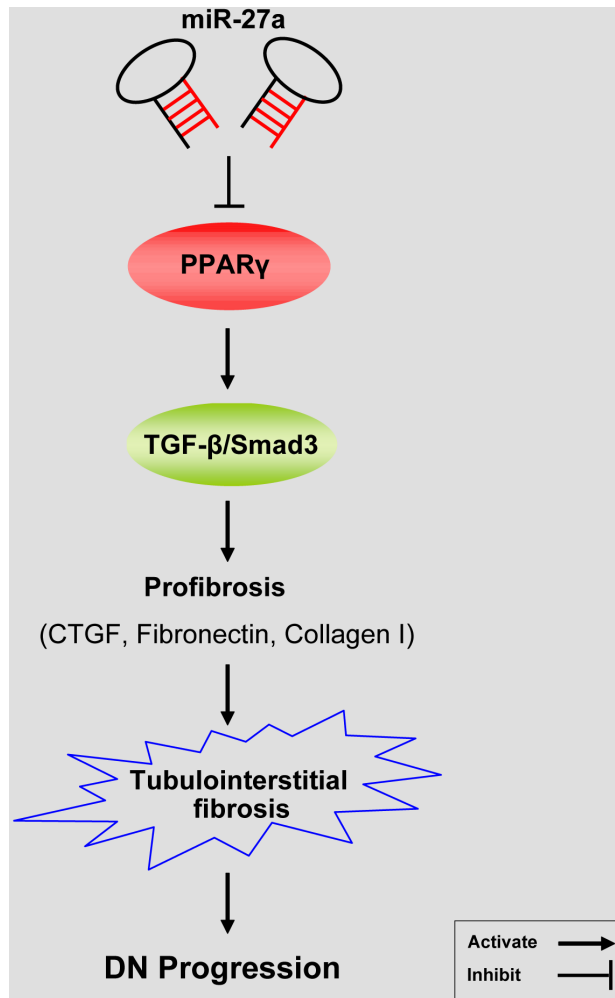 miR-27a
PPARγ
TGF-β/Smad3
Profibrosis
(CTGF, Fibronectin, Collagen I)
Tubulointerstitial
fibrosis
DN Progression
Activate
Inhibit